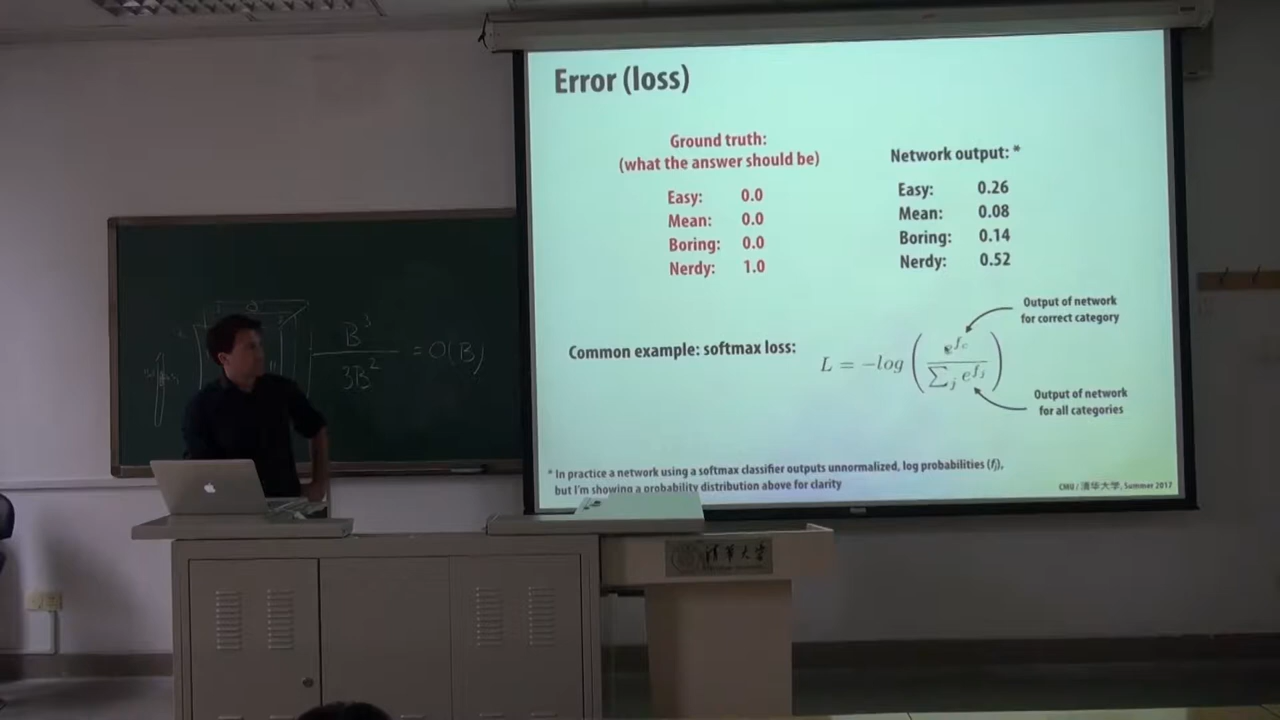 Error (loss)
Ground truth:
(what the answer should be)
Easy: 0.0
Mean: 0.0
Boring: 0.0
Nerdy: 1.0
Network output: *
Easy: 0.26
Mean: 0.08
Boring: 0.14
Nerdy: 0.52
Output of network
for correct category
Common example: softmax loss:
L = -log ( e^{f_c} / ∑_j e^{f_j} )
Output of network
for all categories
* In practice a network using a softmax classifier outputs unnormalized, log probabilities (f_j),
but I'm showing a probability distribution above for clarity
CMU / 清华大学, Summer 2017
B^3 / 3B^2 = O(B)
清华大学